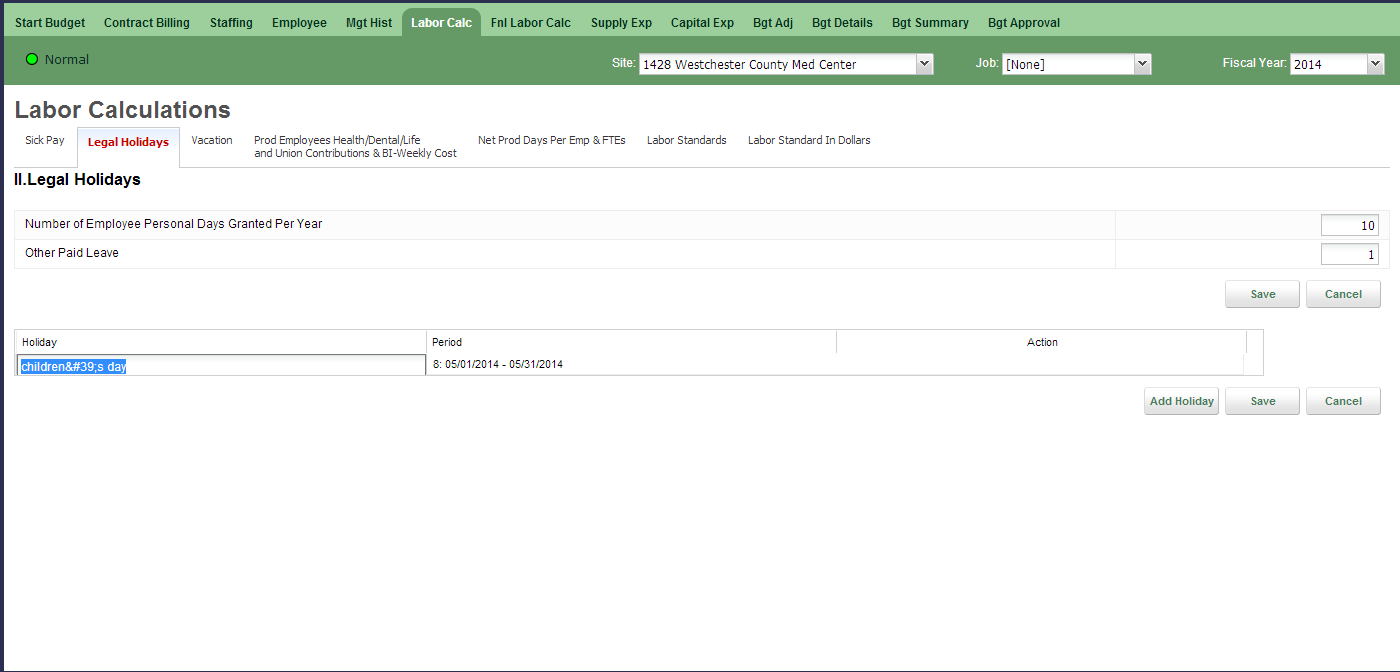 Start Budget Contract Billing Staffing Employee Mgt Hist Labor Calc Fnl Labor Calc Supply Exp Capital Exp Bgt Adj Bgt Details Bgt Summary Bgt Approval
Normal Site: 1428 Westchester County Med Center Job: [None] Fiscal Year: 2014
Labor Calculations
Sick Pay Legal Holidays Vacation Prod Employees Health/Dental/Life Net Prod Days Per Emp & FTEs Labor Standards Labor Standard In Dollars
and Union Contributions & BI-Weekly Cost
II.Legal Holidays
Number of Employee Personal Days Granted Per Year 10
Other Paid Leave 1
Save Cancel
Holiday Period Action
children&#39;s day 8: 05/01/2014 - 05/31/2014
Add Holiday Save Cancel